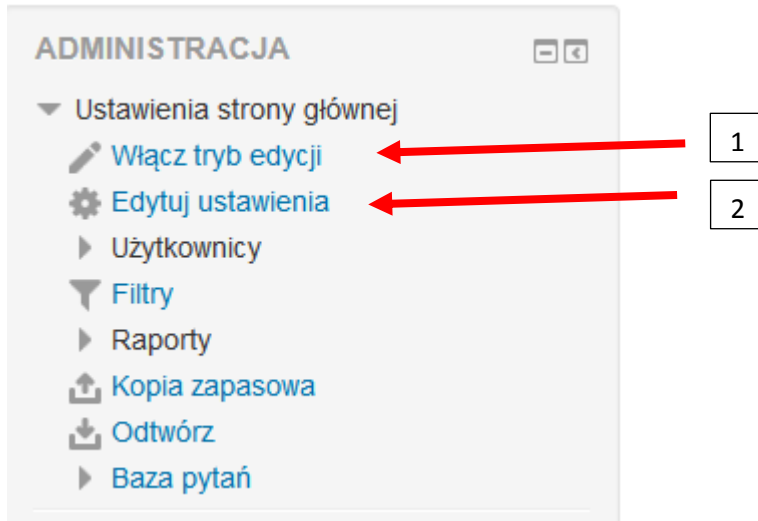 ADMINISTRACJA
Ustawienia strony głównej
Włącz tryb edycji
1
Edytuj ustawienia
2
Użytkownicy
Filtry
Raporty
Kopia zapasowa
Odtwórz
Baza pytań